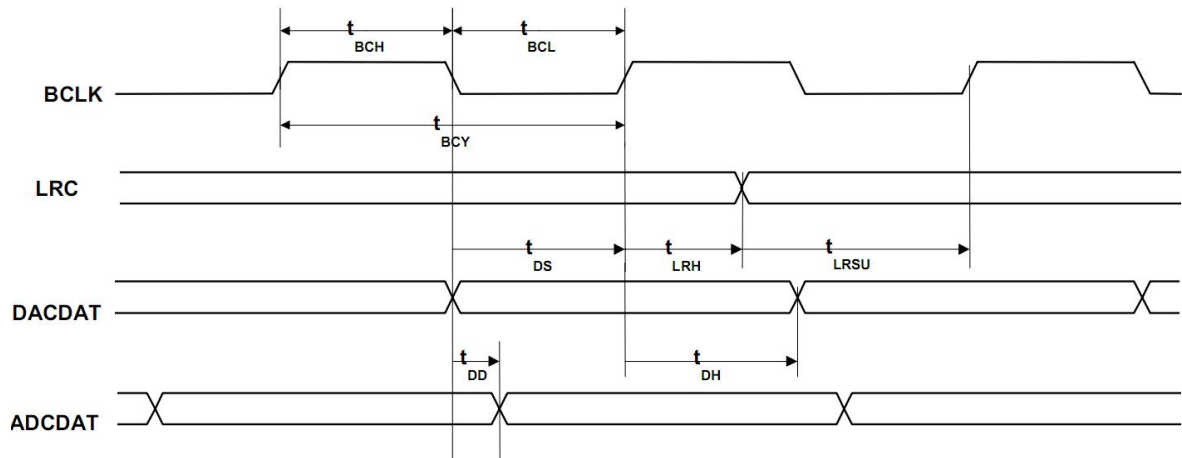 t BCH t BCL
BCLK
t BCY
LRC
t DS t LRH t LRSU
DACDAT
t DD t DH
ADCDAT